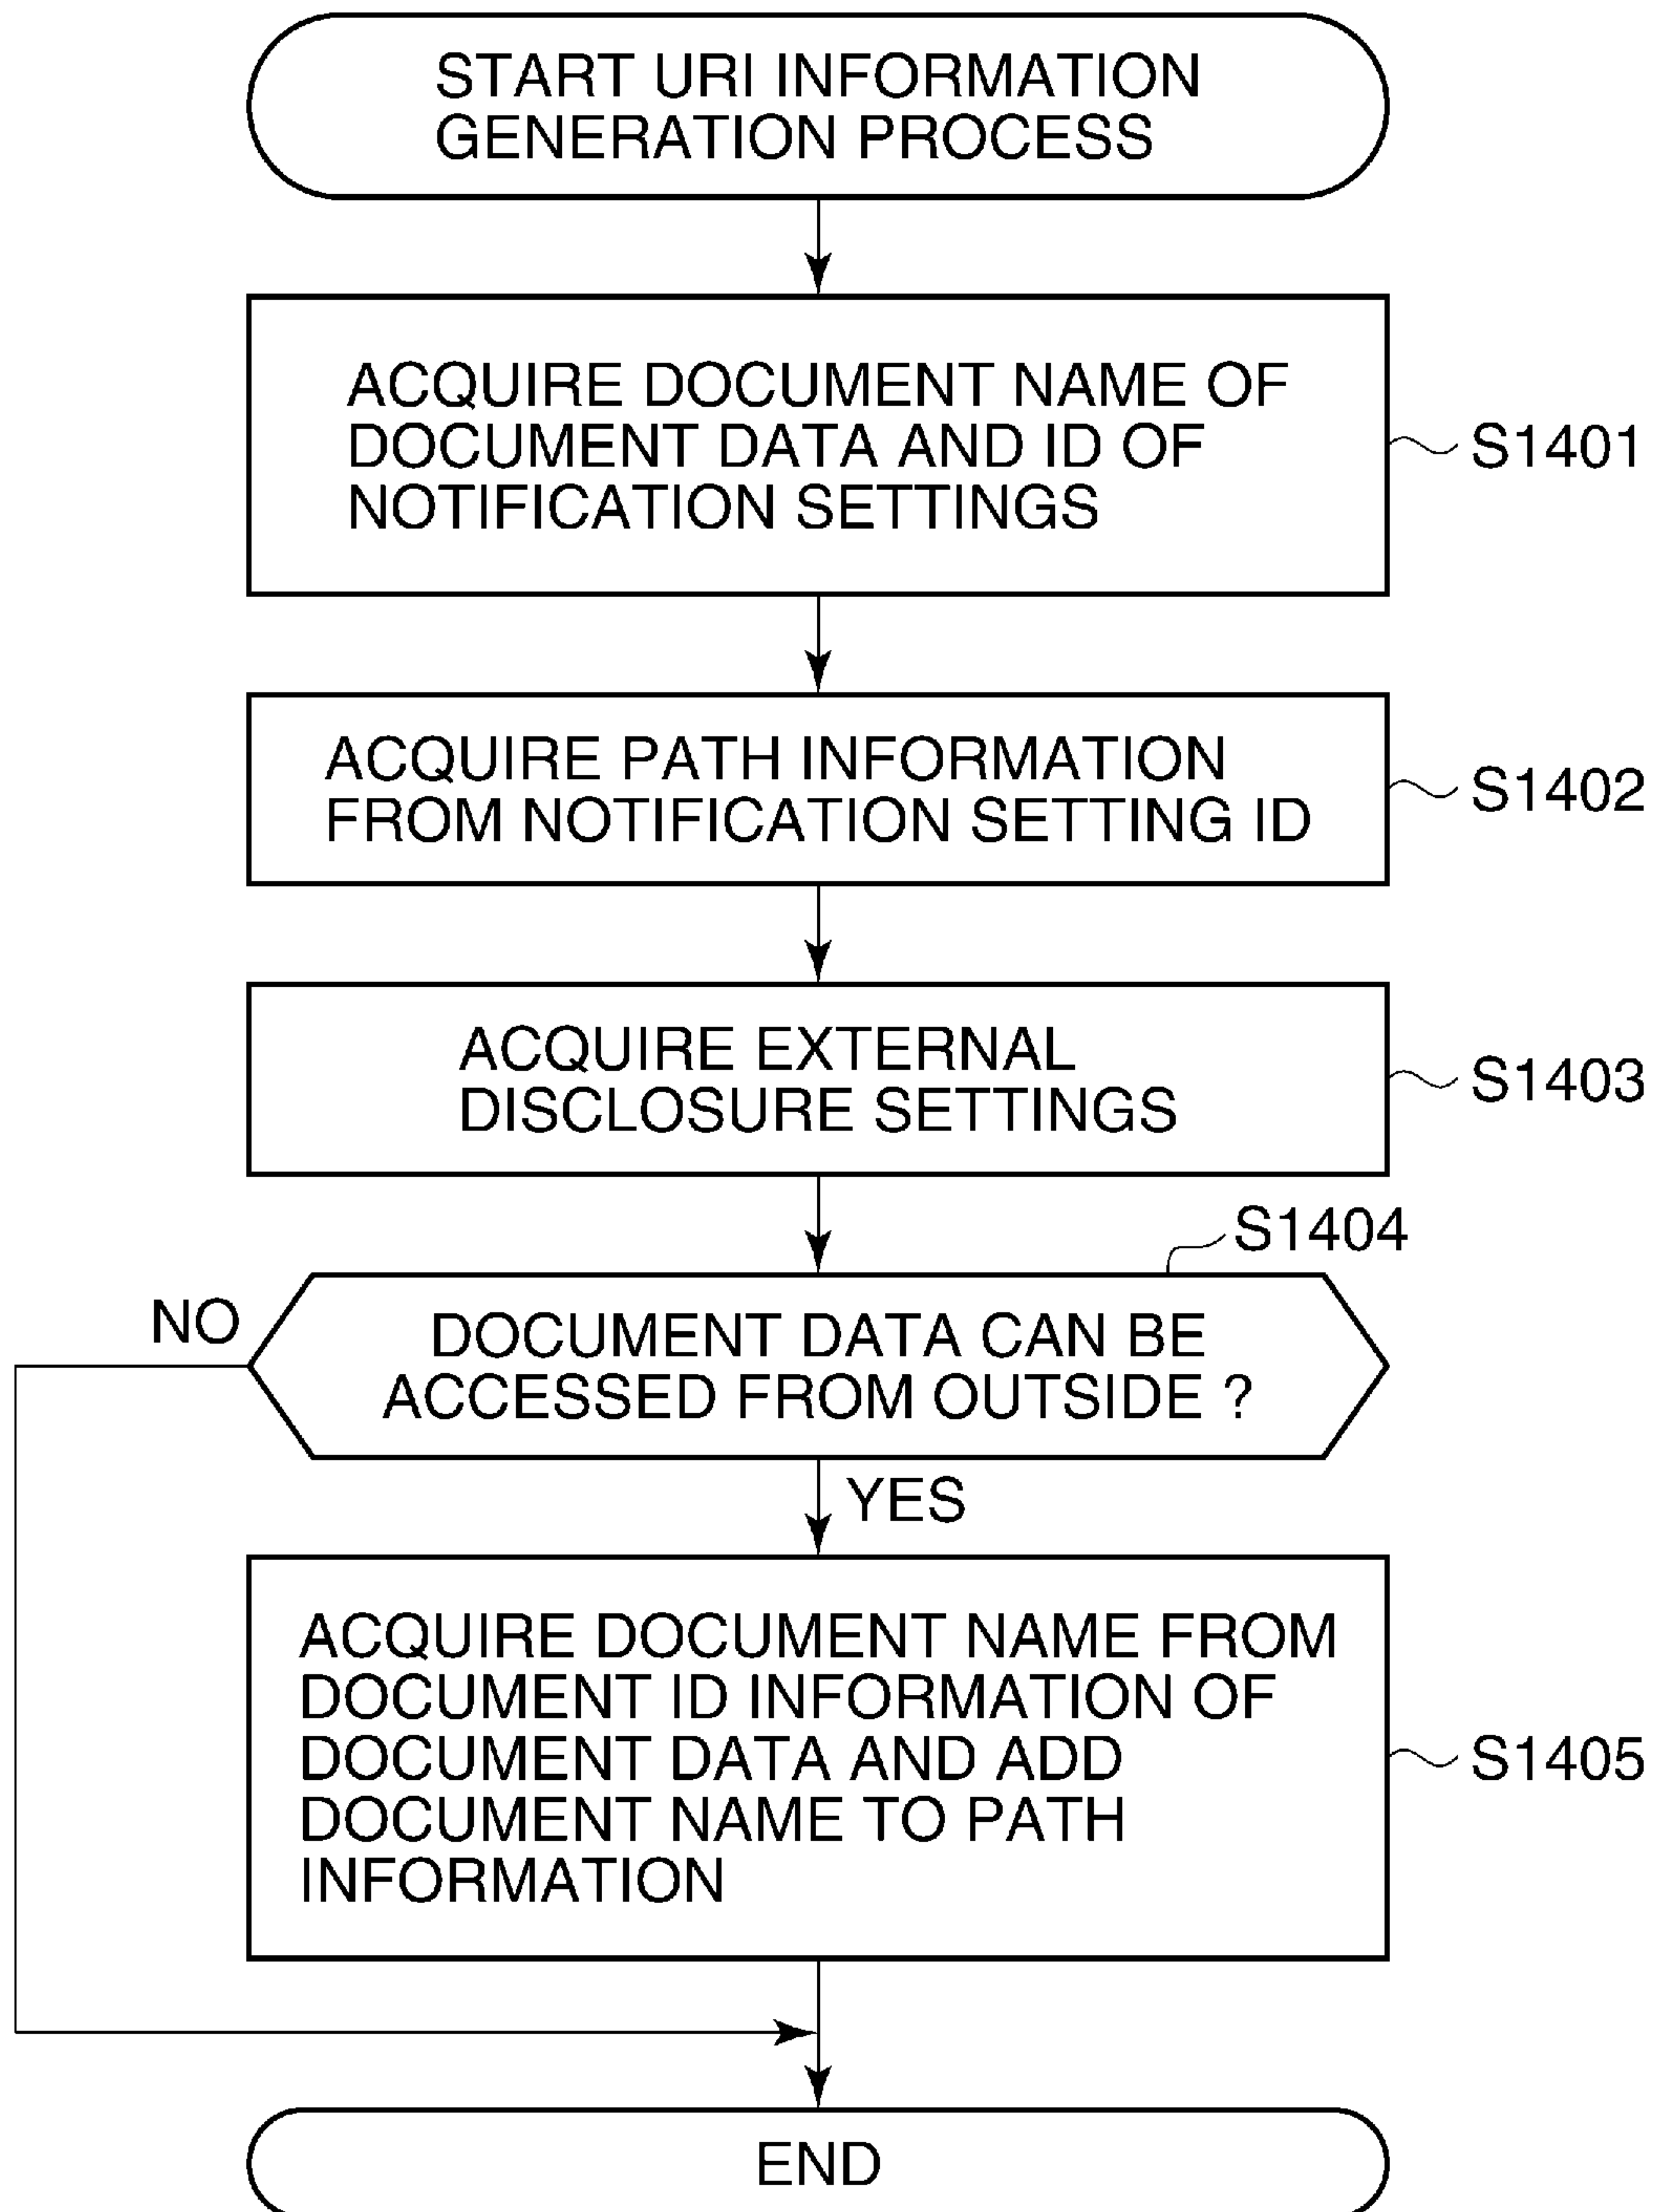 START URI INFORMATION
GENERATION PROCESS
ACQUIRE DOCUMENT NAME OF
DOCUMENT DATA AND ID OF
NOTIFICATION SETTINGS
S1401
ACQUIRE PATH INFORMATION
FROM NOTIFICATION SETTING ID
S1402
ACQUIRE EXTERNAL
DISCLOSURE SETTINGS
S1403
S1404
NO
DOCUMENT DATA CAN BE
ACCESSED FROM OUTSIDE ?
YES
ACQUIRE DOCUMENT NAME FROM
DOCUMENT ID INFORMATION OF
DOCUMENT DATA AND ADD
DOCUMENT NAME TO PATH
INFORMATION
S1405
END